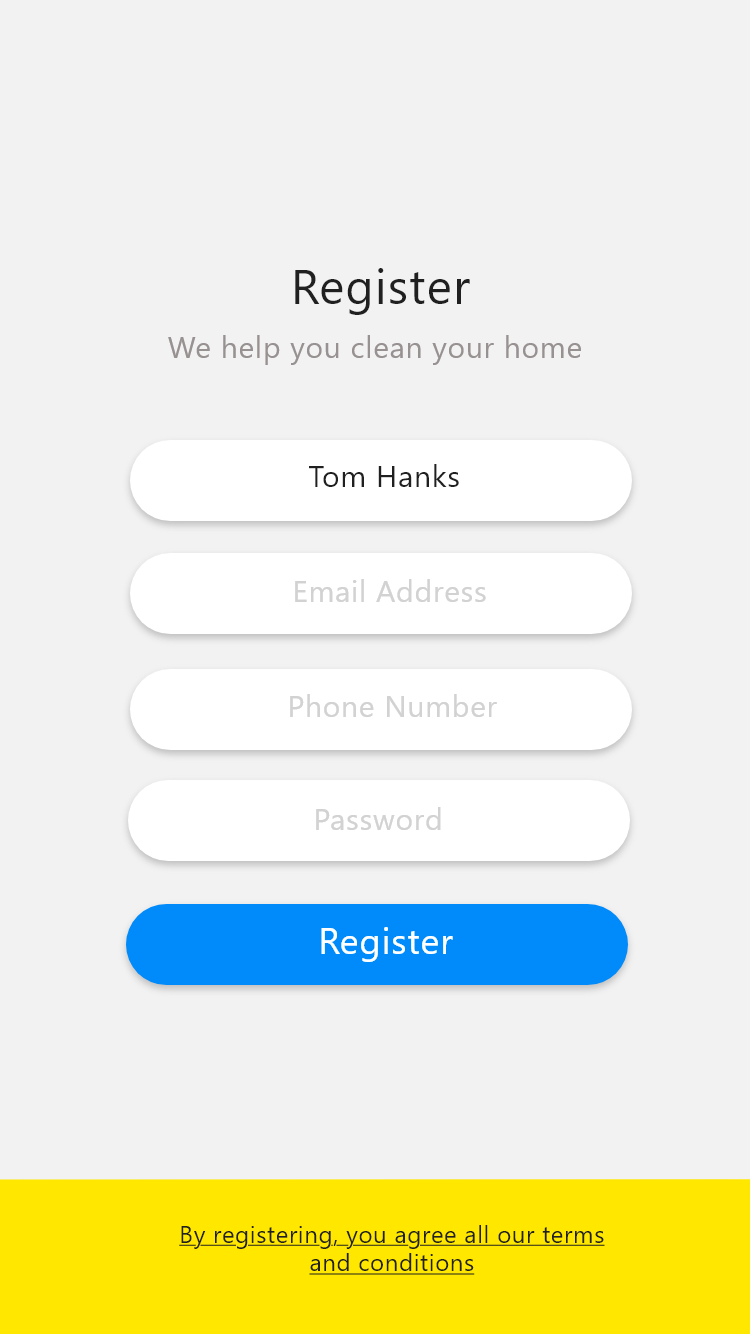 Register
We help you clean your home
Tom Hanks
Email Address
Phone Number
Password
Register
By registering, you agree all our terms
and conditions